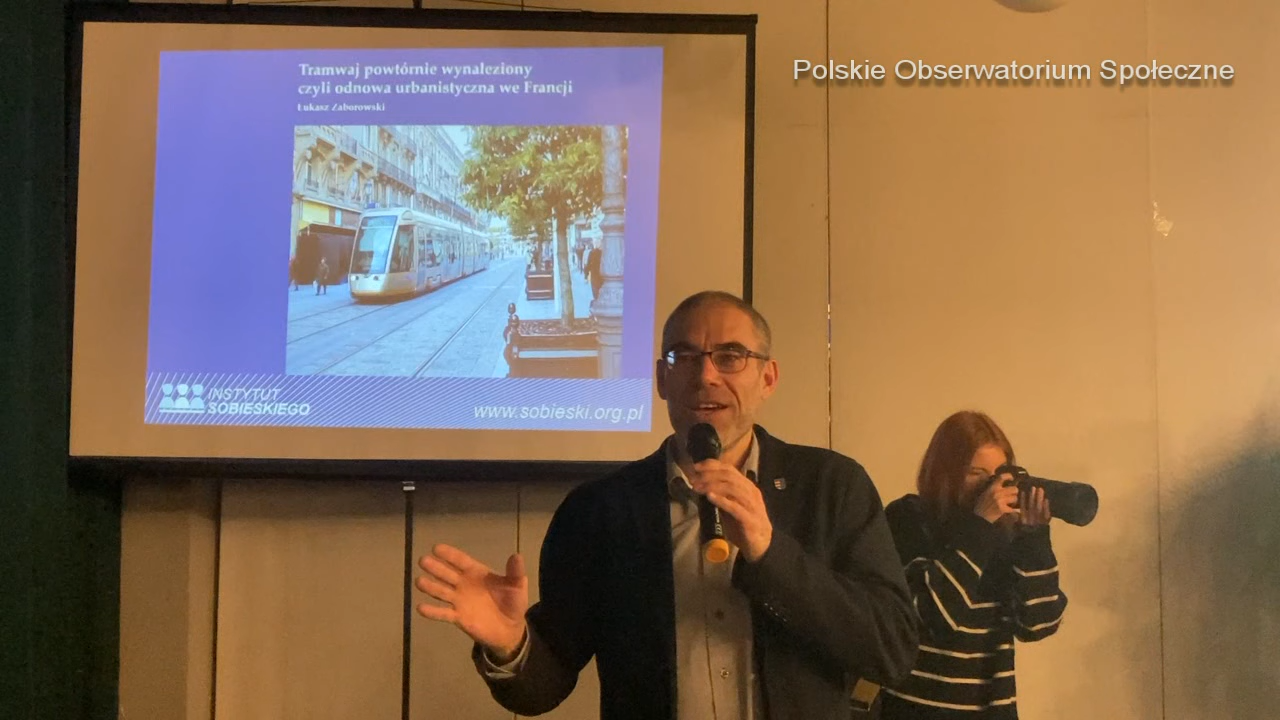 Tramwaj powtórnie wynaleziony
czyli odnowa urbanistyczna we Francji
Łukasz Zaborowski
INSTYTUT
SOBIESKIEGO
www.sobieski.org.pl
Polskie Obserwatorium Społeczne